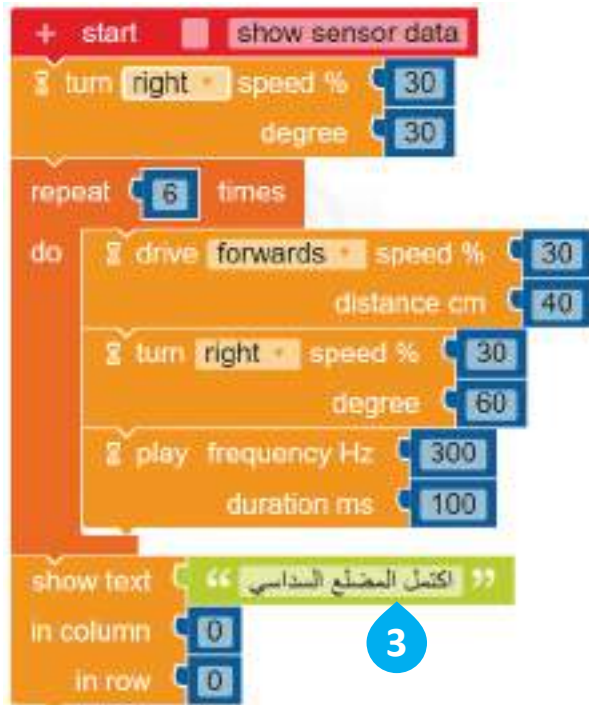 + start show sensor data
turn right speed % 30
degree 30
repeat 6 times
do drive forwards speed % 30
distance cm 40
turn right speed % 30
degree 60
play frequency Hz 300
duration ms 100
show text “ اكتمل المضلع السداسي ”
in column 0
3
in row 0